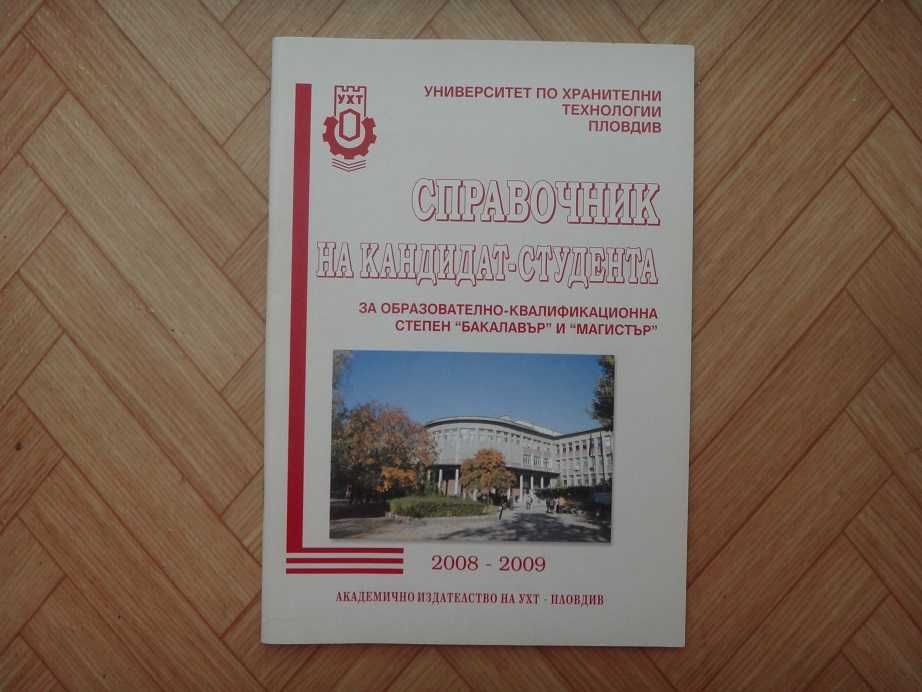 УХТ
УНИВЕРСИТЕТ ПО ХРАНИТЕЛНИ
ТЕХНОЛОГИИ
ПЛОВДИВ
СПРАВОЧНИК
НА КАНДИДАТ-СТУДЕНТА
ЗА ОБРАЗОВАТЕЛНО-КВАЛИФИКАЦИОННА
СТЕПЕН "БАКАЛАВЪР" И "МАГИСТЪР"
2008 - 2009
АКАДЕМИЧНО ИЗДАТЕЛСТВО НА УХТ - ПЛОВДИВ